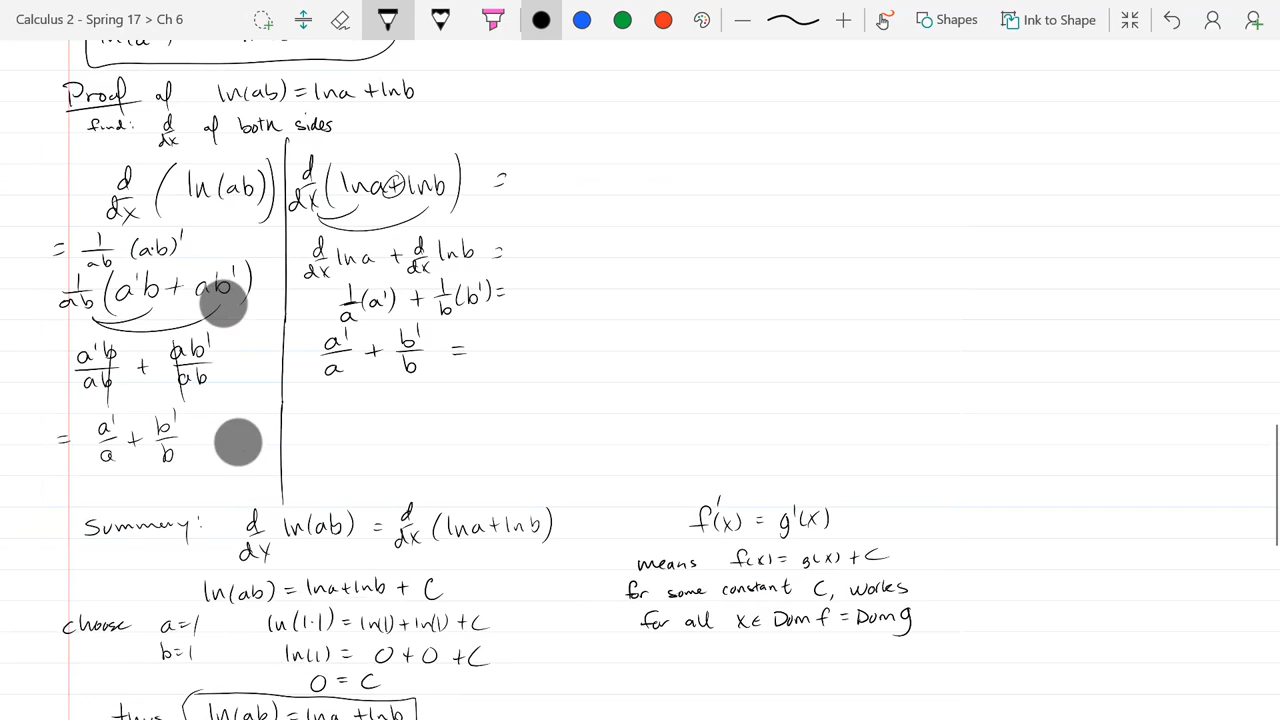 Calculus 2 - Spring 17 > Ch 6
Shapes
Ink to Shape
Proof of ln(ab) = lna + lnb
find: d/dx of both sides
d/dx ( ln(ab) )
= 1/ab (a·b)'
1/ab (a'b + ab')
a'b/ab + ab'/ab
= a'/a + b'/b
d/dx (lna + lnb) =
d/dx lna + d/dx lnb =
1/a (a') + 1/b (b') =
a'/a + b'/b =
Summary: d/dx ln(ab) = d/dx (lna + lnb)
ln(ab) = lna + lnb + C
choose a=1 ln(1·1) = ln(1) + ln(1) + C
b=1 ln(1) = 0 + 0 + C
0 = C
thus ln(ab) = lna + lnb
f'(x) = g'(x)
means f(x) = g(x) + C
for some constant C, works
for all x ∈ Dom f = Dom g